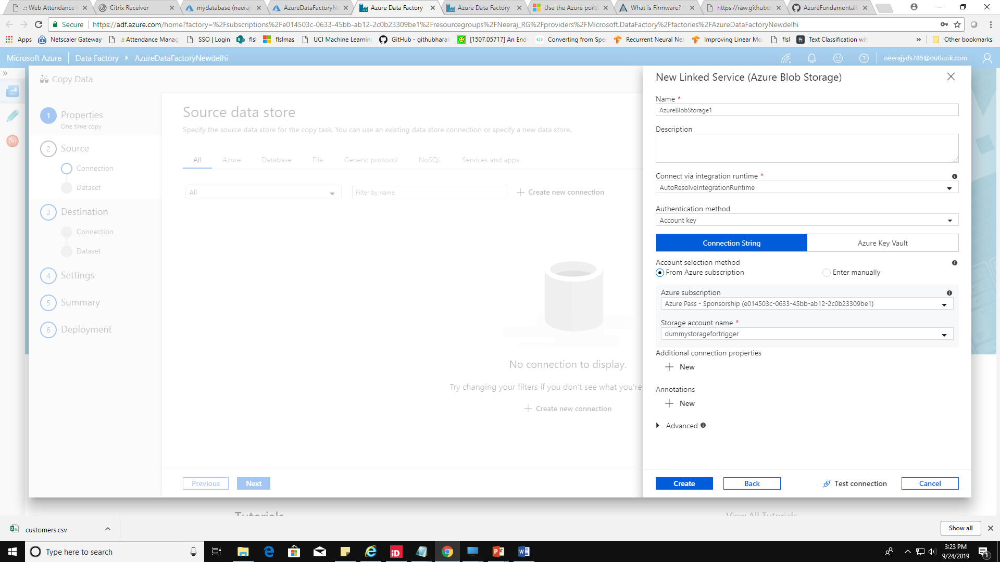 .:: Web Attendance
Citrix Receiver
mydatabase (neeraj
AzureDataFactoryNe
Azure Data Factory
Azure Data Factory
Use the Azure porta
What is Firmware? -
https://raw.githubu
AzureFundamentals
Secure
https://adf.azure.com/home?factory=%2Fsubscriptions%2Fe014503c-0633-45bb-ab12-2c0b23309be1%2Fresourcegroups%2FNeeraj_RG%2Fproviders%2FMicrosoft.DataFactory%2Ffactories%2FAzureDataFactoryNewdelhi
Apps
Netscaler Gateway
.:: Attendance Manag
SSO | Login
flsl
flslmas
UCI Machine Learning
GitHub - githubharal
[1507.05717] An End-
Converting from Spe
Recurrent Neural Net
Improving Linear Mo
flsl
Text Classification wit
»
Other bookmarks
Microsoft Azure
Data Factory
AzureDataFactoryNewdelhi
neerajyds785@outlook.com
Copy Data
1
Properties
One time copy
2
Source
Connection
Dataset
3
Destination
Connection
Dataset
4
Settings
5
Summary
6
Deployment
Source data store
Specify the source data store for the copy task. You can use an existing data store connection or specify a new data store.
All
Azure
Database
File
Generic protocol
NoSQL
Services and apps
All
Filter by name
Create new connection
No connection to display.
Try changing your filters if you don't see what you're
Create new connection
Previous
Next
New Linked Service (Azure Blob Storage)
Name *
AzureBlobStorage1
Description
Connect via integration runtime *
AutoResolveIntegrationRuntime
Authentication method
Account key
Connection String
Azure Key Vault
Account selection method
From Azure subscription
Enter manually
Azure subscription
Azure Pass - Sponsorship (e014503c-0633-45bb-ab12-2c0b23309be1)
Storage account name *
dummystoragefortrigger
Additional connection properties
New
Annotations
New
Advanced
Create
Back
Test connection
Cancel
Tutorials
View All Tutorials
customers.csv
Show all
Type here to search
3:23 PM
9/24/2019
1